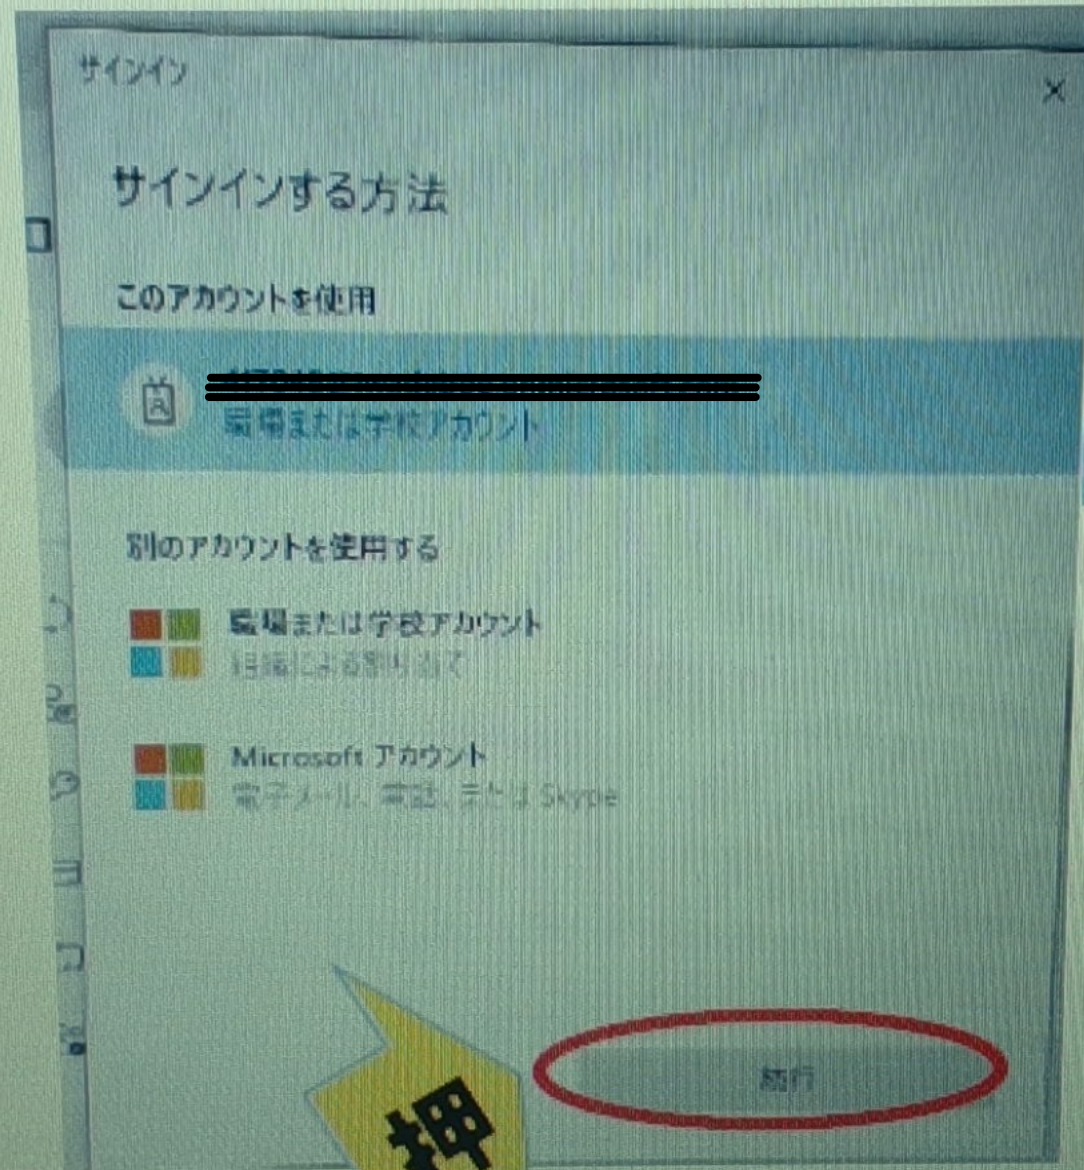 サインイン
サインインする方法
このアカウントを使用
職場または学校アカウント
別のアカウントを使用する
職場または学校アカウント
組織による割り当て
Microsoft アカウント
電子メール、電話、または Skype
続行
押